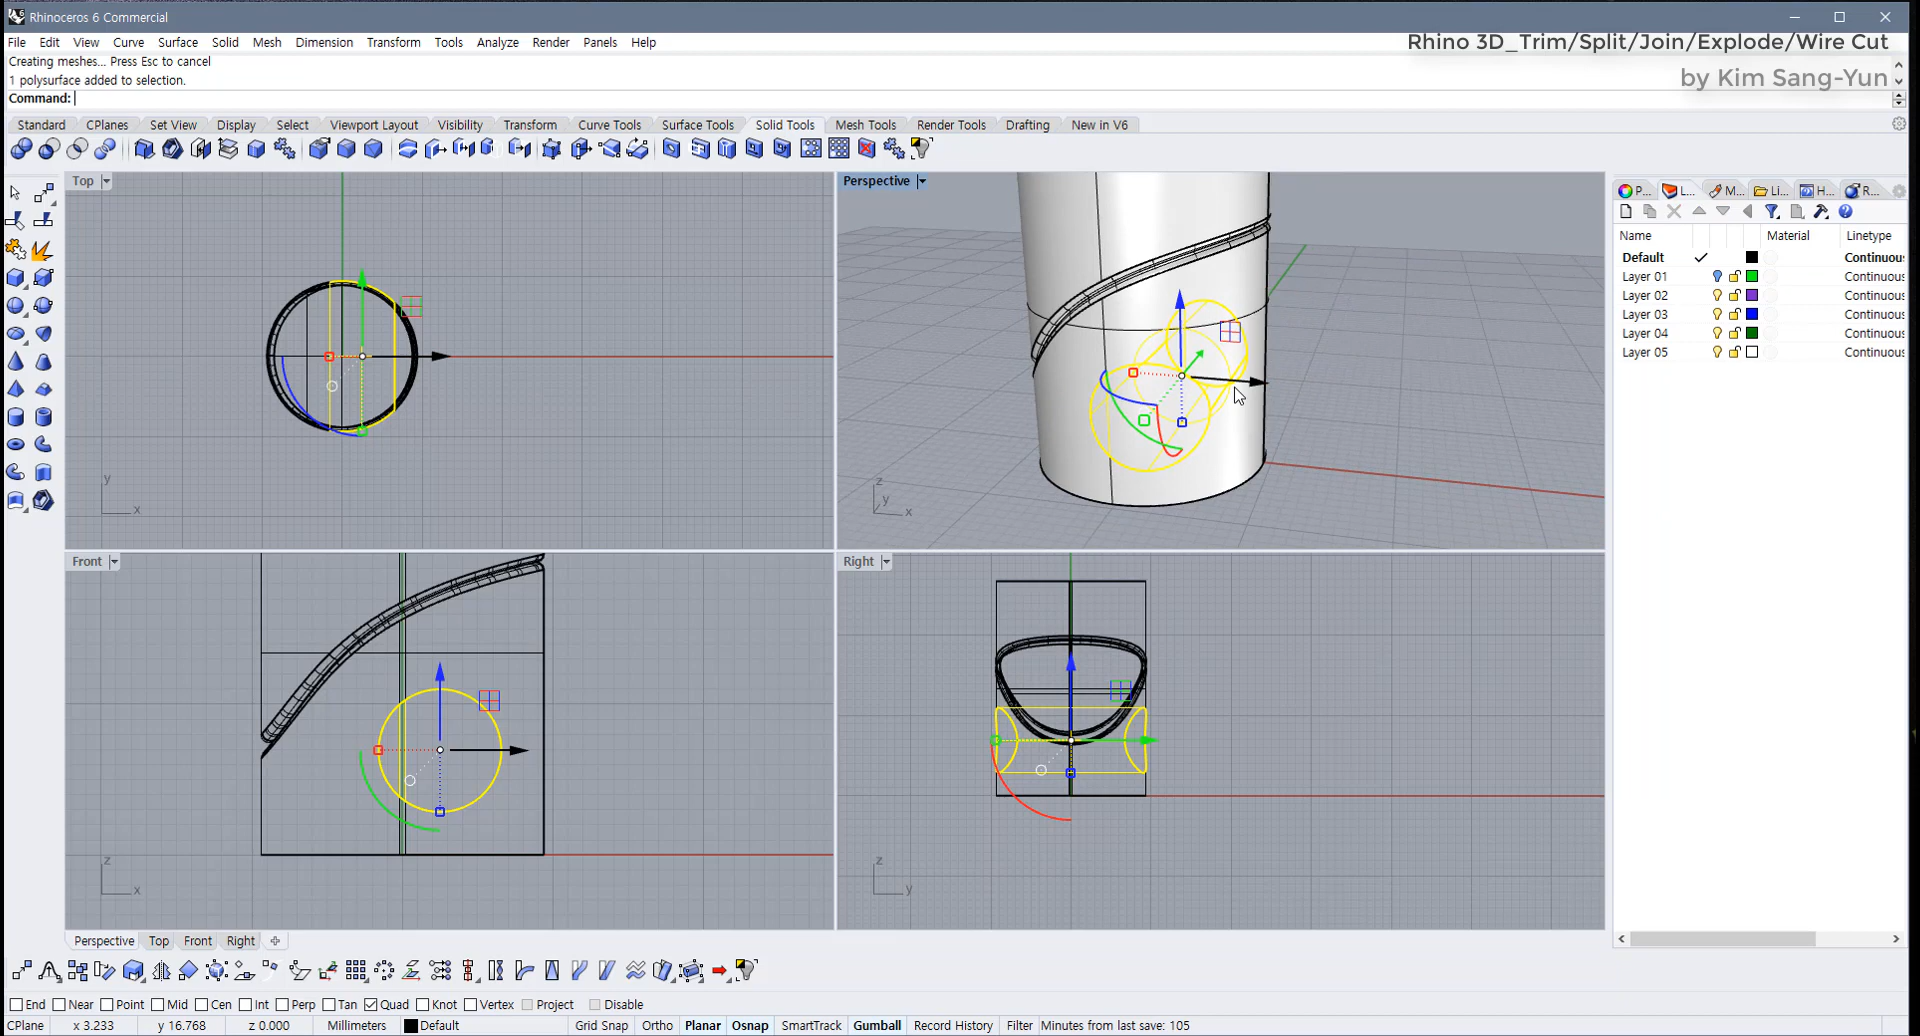 Rhinoceros 6 Commercial
File Edit View Curve Surface Solid Mesh Dimension Transform Tools Analyze Render Panels Help
Rhino 3D_Trim/Split/Join/Explode/Wire Cut
by Kim Sang-Yun
Creating meshes... Press Esc to cancel
1 polysurface added to selection.
Command:
Standard CPlanes Set View Display Select Viewport Layout Visibility Transform Curve Tools Surface Tools Solid Tools Mesh Tools Render Tools Drafting New in V6
Top
Perspective
P... L... M... Li... H... R...
Name Material Linetype
Default Continuous
Layer 01 Continuous
Layer 02 Continuous
Layer 03 Continuous
Layer 04 Continuous
Layer 05 Continuous
y
x
z
y
x
Front
Right
z
x
z
y
Perspective Top Front Right
End Near Point Mid Cen Int Perp Tan Quad Knot Vertex Project Disable
CPlane x 3.233 y 16.768 z 0.000 Millimeters Default Grid Snap Ortho Planar Osnap SmartTrack Gumball Record History Filter Minutes from last save: 105